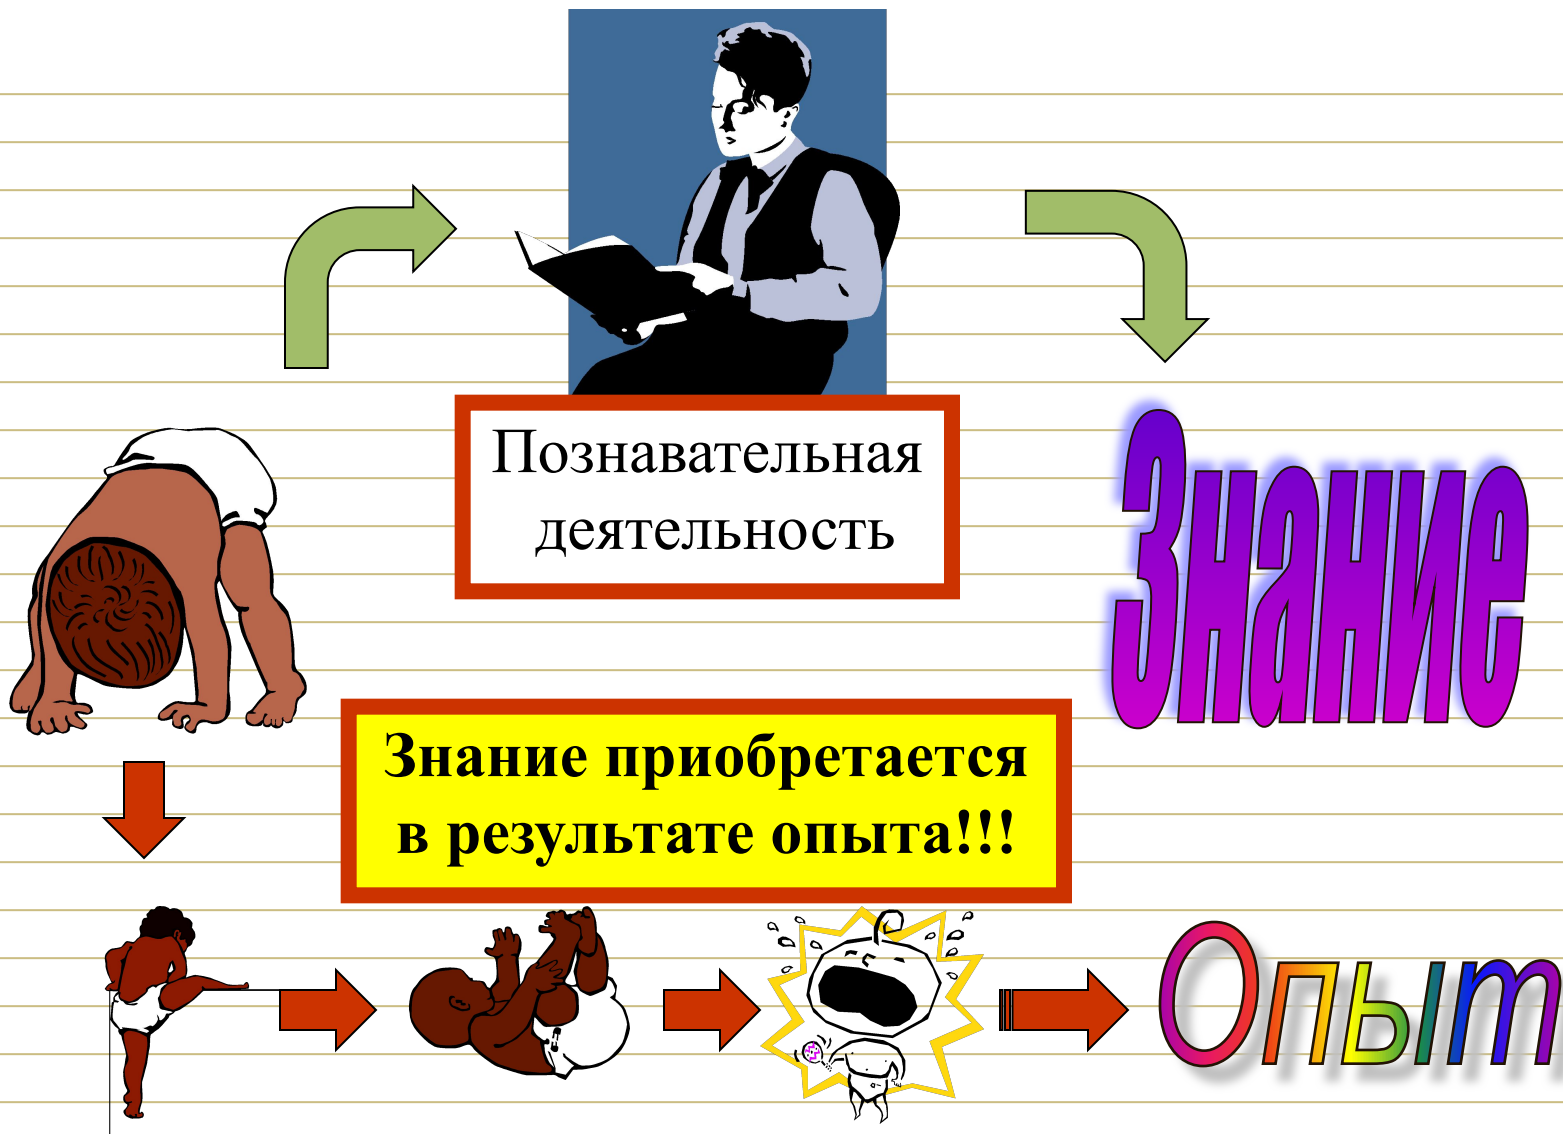 Познавательная
деятельность
Знание
Знание приобретается
в результате опыта!!!
Опыт